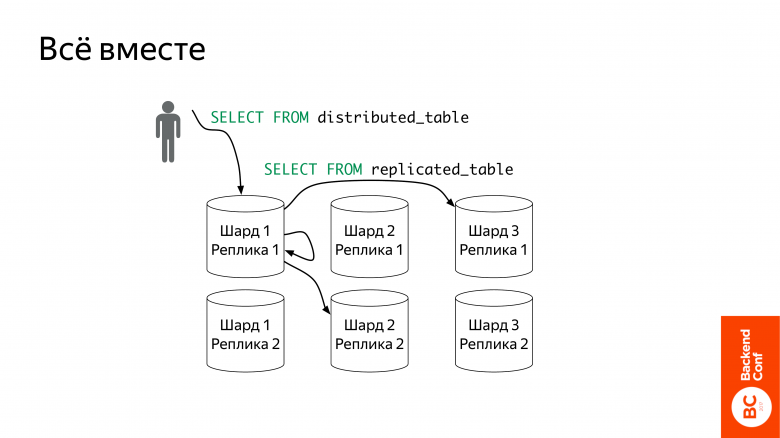 Всё вместе
SELECT FROM distributed_table
SELECT FROM replicated_table
Шард 1
Реплика 1
Шард 2
Реплика 1
Шард 3
Реплика 1
Шард 1
Реплика 2
Шард 2
Реплика 2
Шард 3
Реплика 2
Backend
Conf
BC